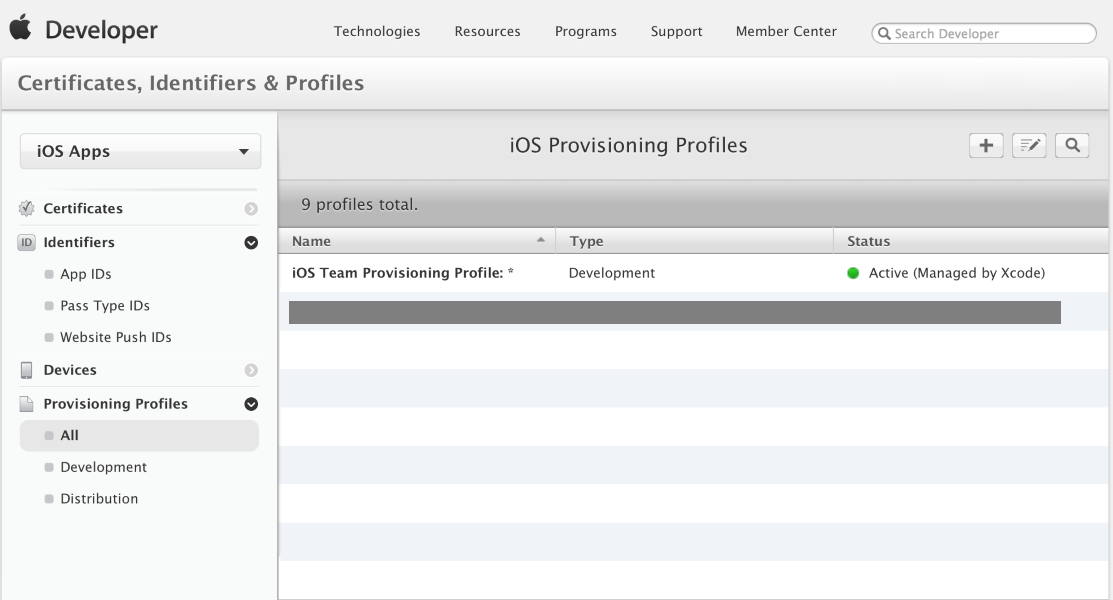 Developer
Technologies Resources Programs Support Member Center Search Developer
Certificates, Identifiers & Profiles
iOS Apps
Certificates
ID Identifiers
App IDs
Pass Type IDs
Website Push IDs
Devices
Provisioning Profiles
All
Development
Distribution
iOS Provisioning Profiles
9 profiles total.
Name Type Status
iOS Team Provisioning Profile: * Development Active (Managed by Xcode)